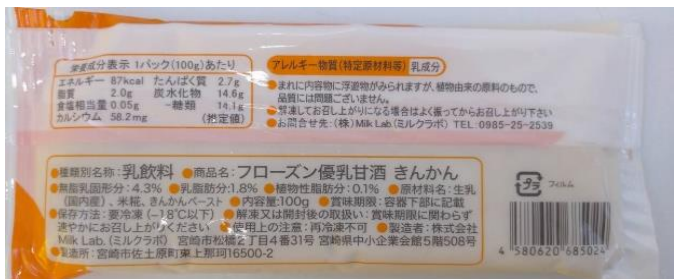 栄養成分表示 1パック(100g)あたり
エネルギー 87kcal たんぱく質 2.7g
脂質 2.0g 炭水化物 14.6g
食塩相当量 0.05g -糖類 14.1g
カルシウム 58.2mg (推定値)
アレルギー物質(特定原材料等) 乳成分
●まれに内容物に浮遊物がみられますが、植物由来の原料のもので、
品質には問題ございません。
●解凍してお召し上がりになる場合はよく振ってからお召し上がり下さい
●お問合せ先:(株)Milk Lab.(ミルクラボ) TEL 0985-25-2539
●種類別名称:乳飲料 ●商品名:フローズン優乳甘酒 きんかん
●無脂乳固形分:4.3% ●乳脂肪分:1.8% ●植物性脂肪分:0.1% ●原材料名:生乳
(国内産)、米糀、きんかんペースト ●内容量:100g ●賞味期限:容器下部に記載
●保存方法:要冷凍(-18℃以下) ●解凍又は開封後の取扱い:賞味期限に関わらず
速やかにお召し上がりください ●使用上の注意:再冷凍不可 ●製造者:株式会社
Milk Lab.(ミルクラボ) 宮崎市松橋2丁目4番31号 宮崎県中小企業会館5階508号
●製造所:宮崎市佐土原町東上那珂16500-2
プラ フィルム
4 580620 685024